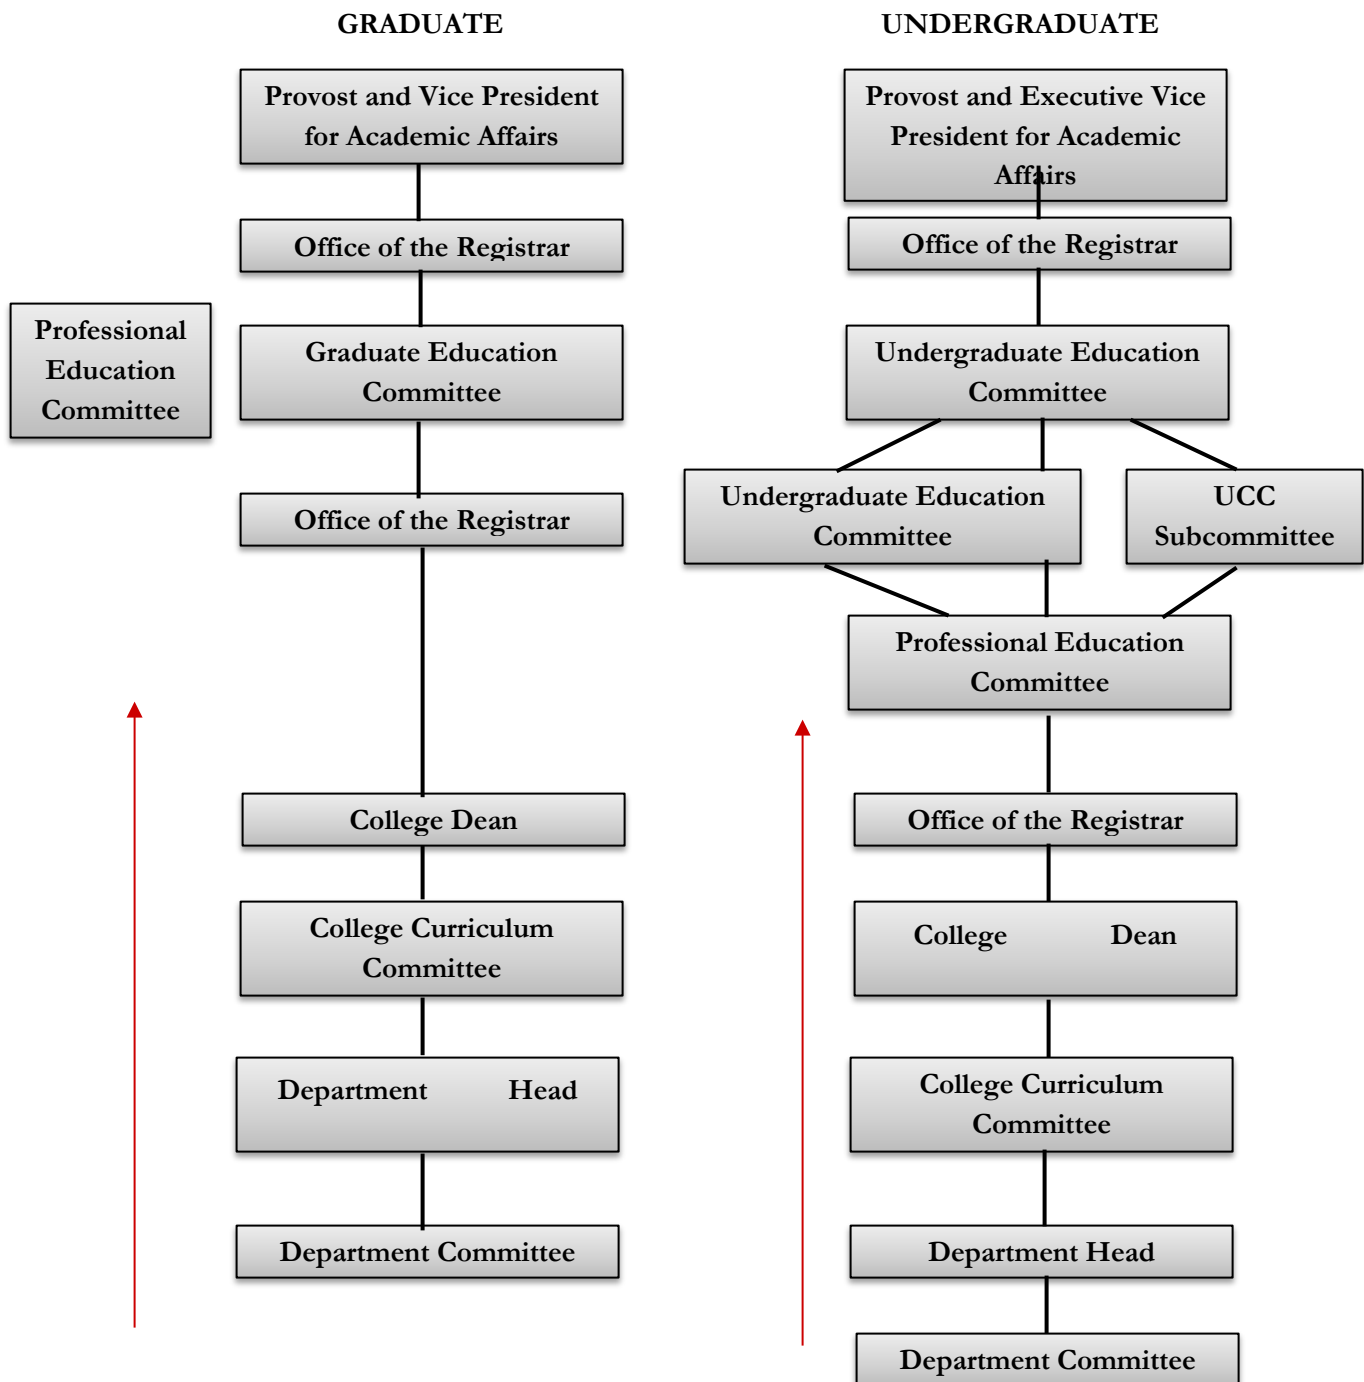 GRADUATE
Provost and Vice President
for Academic Affairs
Office of the Registrar
Professional
Education
Committee
Graduate Education
Committee
Office of the Registrar
College Dean
College Curriculum
Committee
Department Head
Department Committee
UNDERGRADUATE
Provost and Executive Vice
President for Academic
Affairs
Office of the Registrar
Undergraduate Education
Committee
Undergraduate Education
Committee
UCC
Subcommittee
Professional Education
Committee
Office of the Registrar
College Dean
College Curriculum
Committee
Department Head
Department Committee